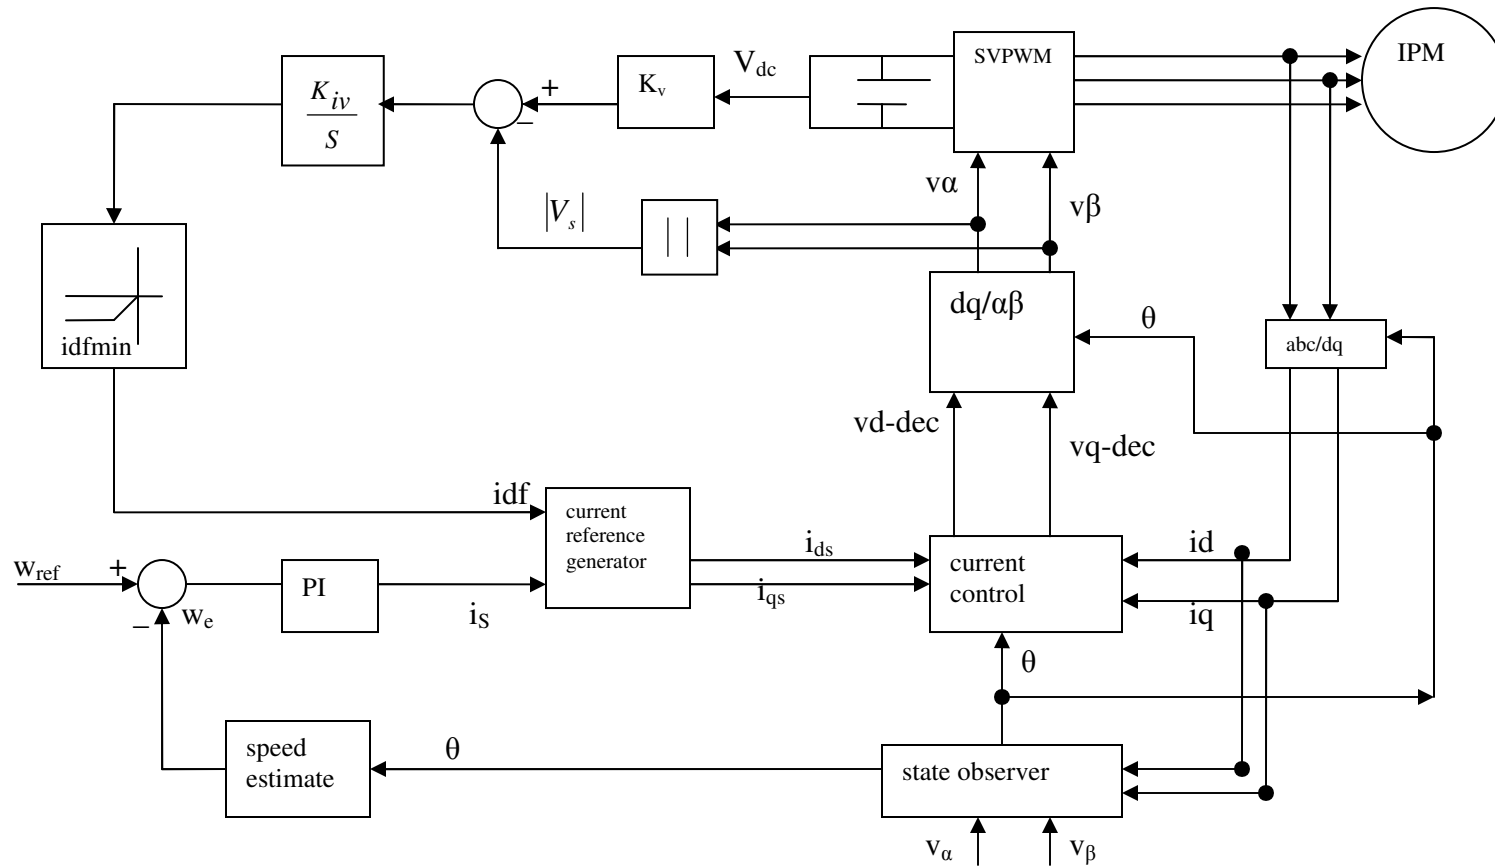 SVPWM
IPM
V_dc
K_v
+
−
K_iv
S
vα
vβ
|V_s|
| |
dq/αβ
θ
abc/dq
idfmin
vd-dec
vq-dec
idf
current
reference
generator
i_ds
i_qs
current
control
id
iq
w_ref
+
−
w_e
PI
is
θ
speed
estimate
θ
state observer
v_α
v_β